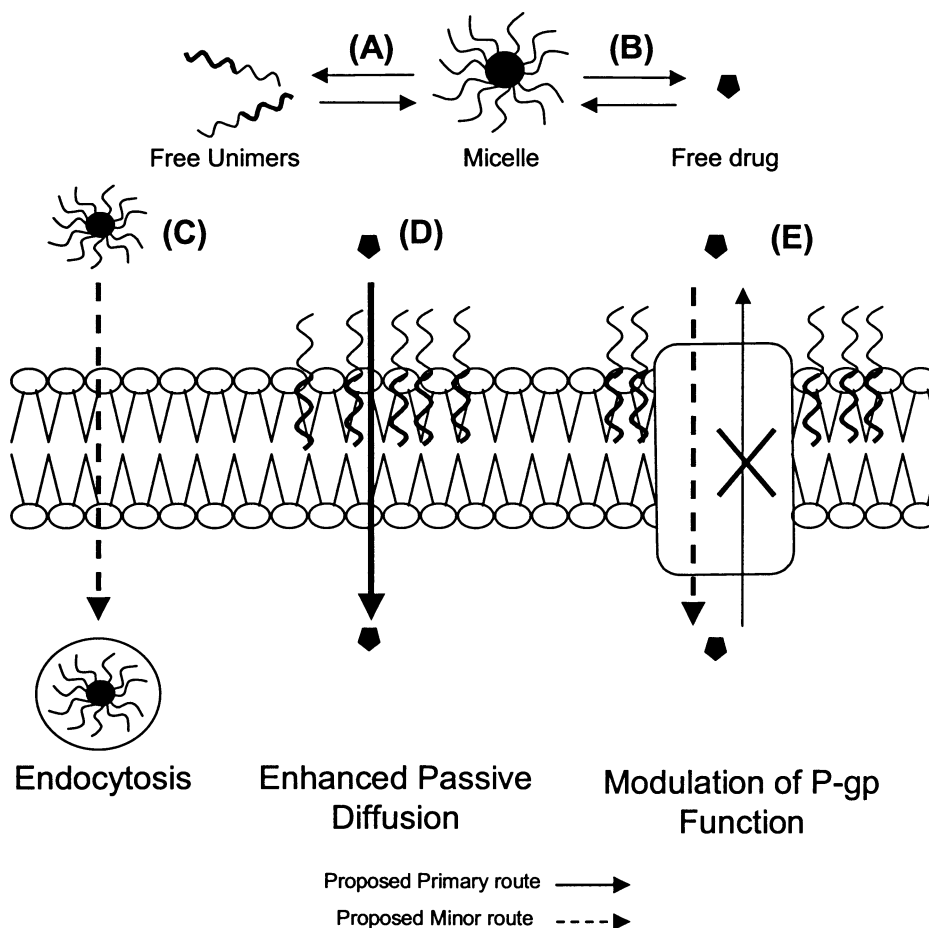 (A)
(B)
Free Unimers
Micelle
Free drug
(C)
(D)
(E)
Endocytosis
Enhanced Passive
Diffusion
Modulation of P-gp
Function
Proposed Primary route
Proposed Minor route